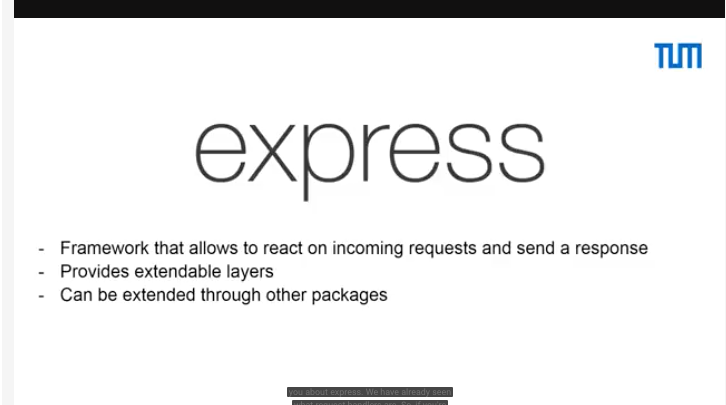 TUM
express
- Framework that allows to react on incoming requests and send a response
- Provides extendable layers
- Can be extended through other packages
you about express. We have already seen